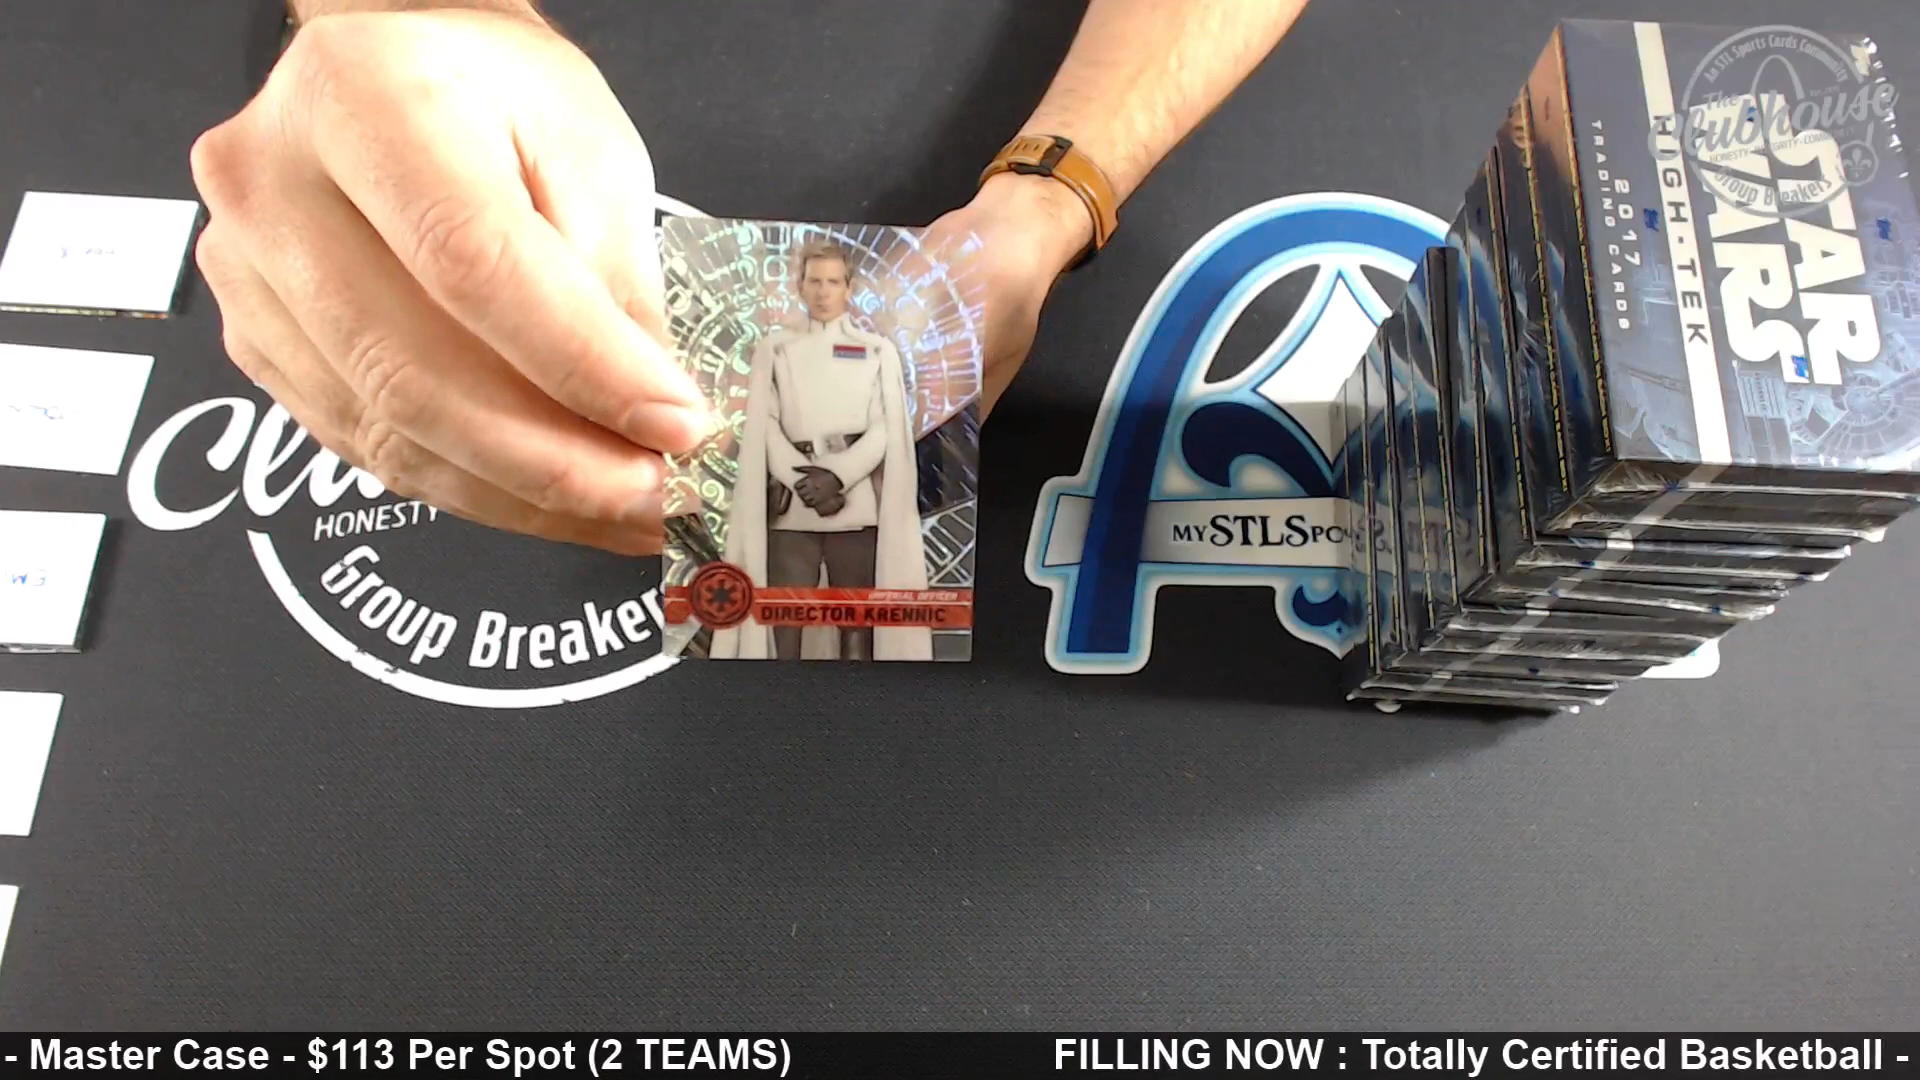 An STL Sports Cards Community
The
Clubhouse
HONESTY - INTEGRITY - COMMUNITY
Group Breakers
STAR
WARS
HIGH-TEK
2017
TRADING CARDS
HONESTY
Group Breakers
MYSTLSPO
IMPERIAL OFFICER
DIRECTOR KRENNIC
- Master Case - $113 Per Spot (2 TEAMS)
FILLING NOW : Totally Certified Basketball -